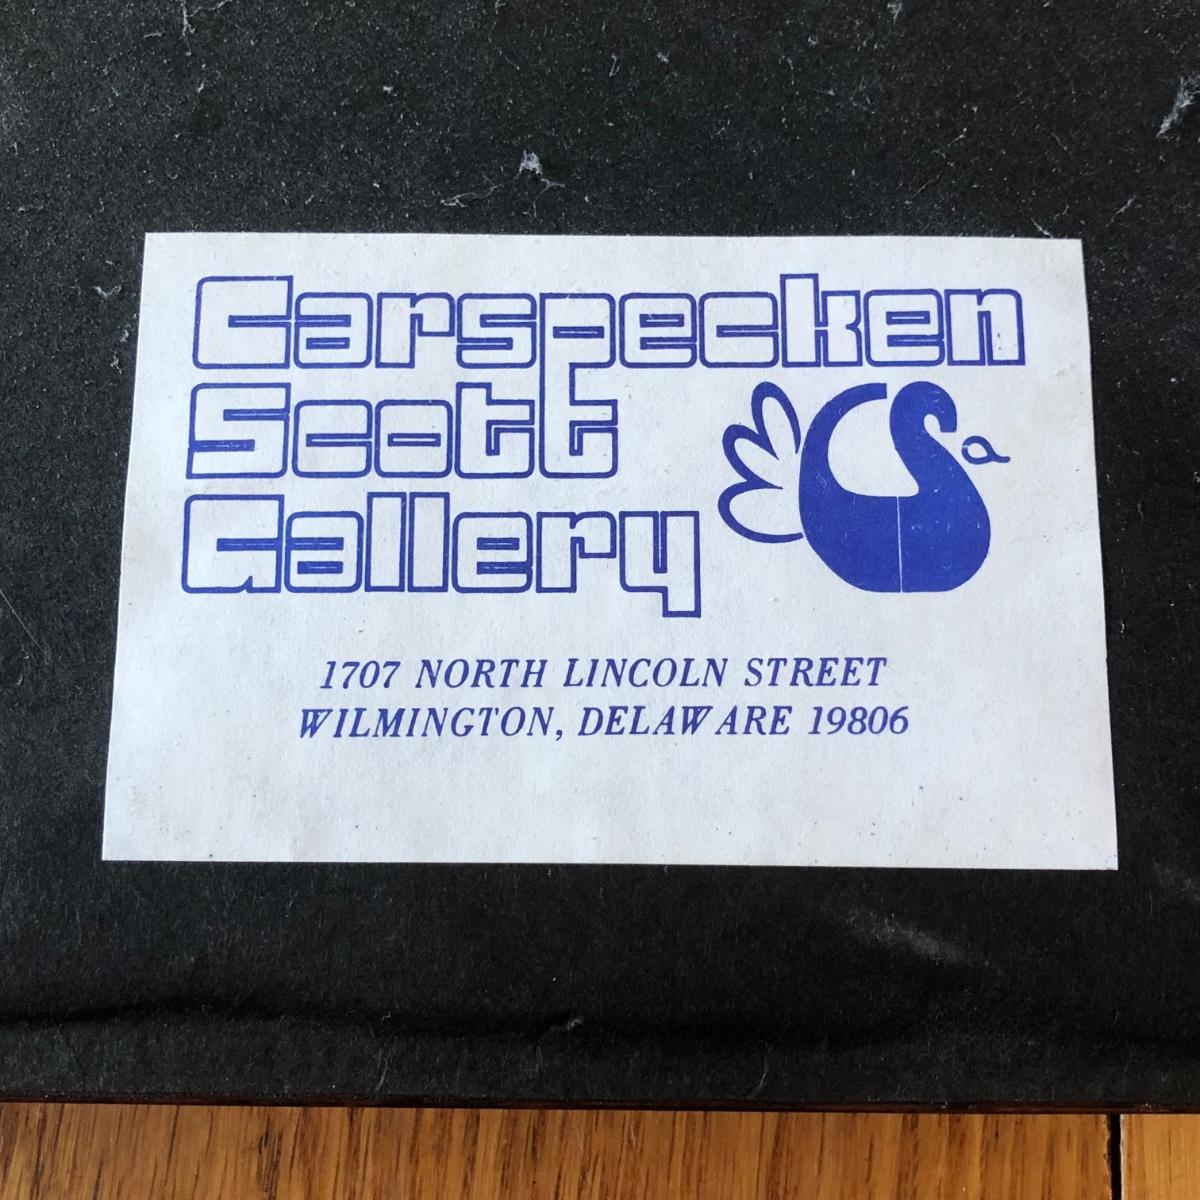 Carspecken
Scott
Gallery
1707 NORTH LINCOLN STREET
WILMINGTON, DELAWARE 19806